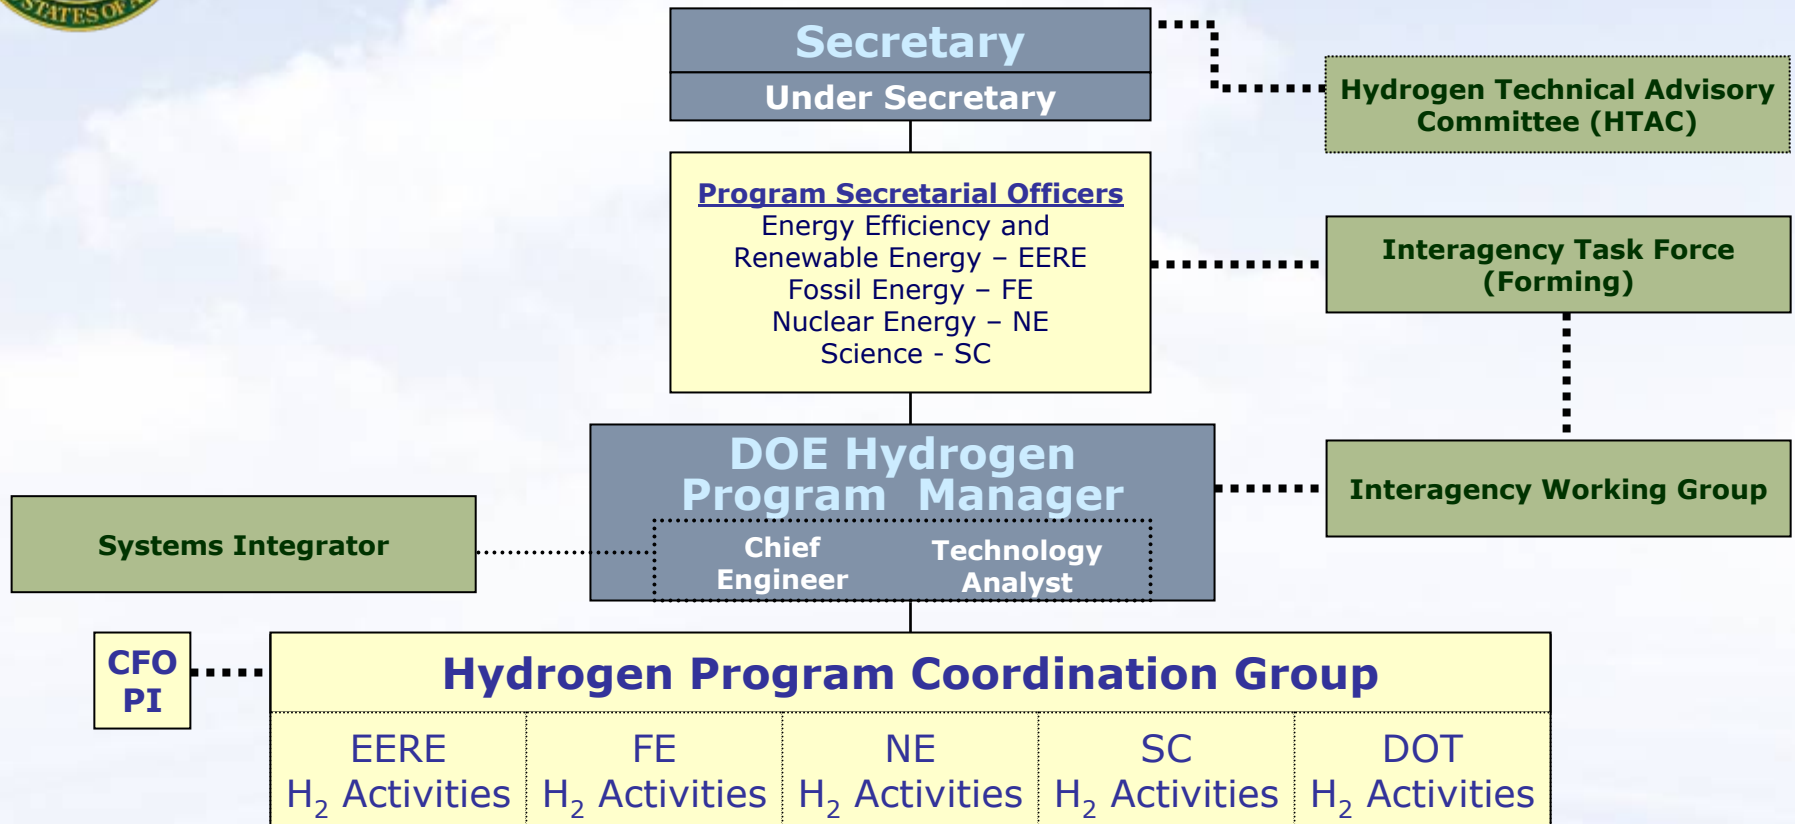 STATES OF A
Secretary
Under Secretary
Hydrogen Technical Advisory
Committee (HTAC)
Program Secretarial Officers
Energy Efficiency and
Renewable Energy – EERE
Fossil Energy – FE
Nuclear Energy – NE
Science - SC
Interagency Task Force
(Forming)
DOE Hydrogen
Program Manager
Chief
Engineer
Technology
Analyst
Interagency Working Group
Systems Integrator
CFO
PI
Hydrogen Program Coordination Group
EERE
H₂ Activities
FE
H₂ Activities
NE
H₂ Activities
SC
H₂ Activities
DOT
H₂ Activities